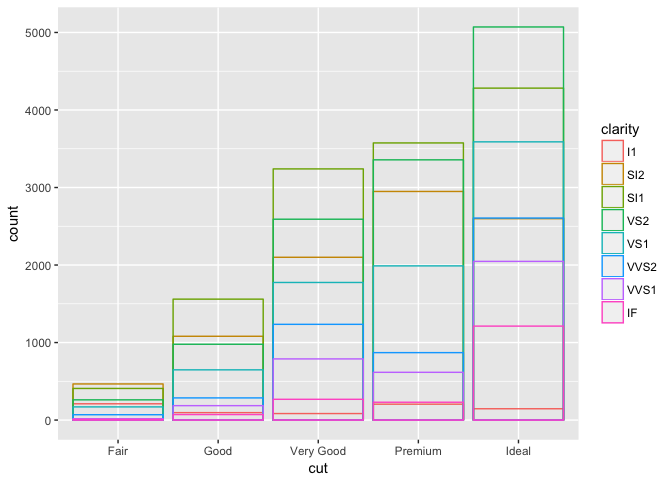 5000
4000
3000
2000
1000
0
count
Fair Good Very Good Premium Ideal
cut
clarity
I1
SI2
SI1
VS2
VS1
VVS2
VVS1
IF